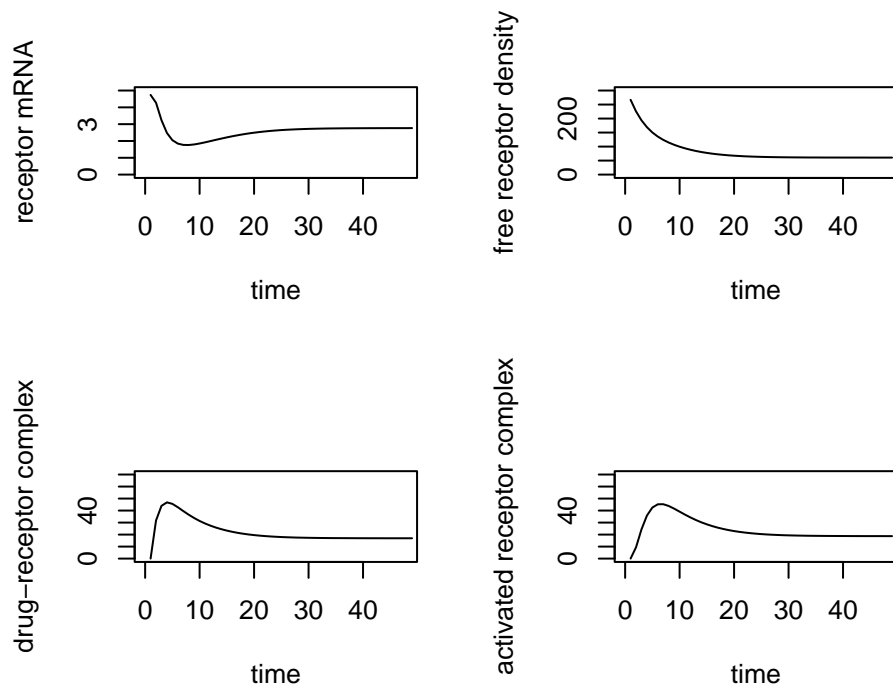 receptor mRNA
0 3
0 10 20 30 40
time
free receptor density
0 200
0 10 20 30 40
time
drug−receptor complex
0 40
0 10 20 30 40
time
activated receptor complex
0 40
0 10 20 30 40
time